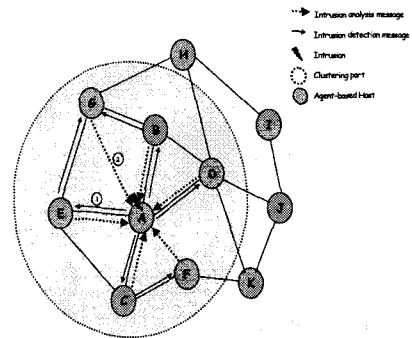 Intrusion analysis message
Intrusion detection message
Intrusion
Clustering part
Agent-based Host
H
G
B
I
2
D
1
E
A
J
F
K
C